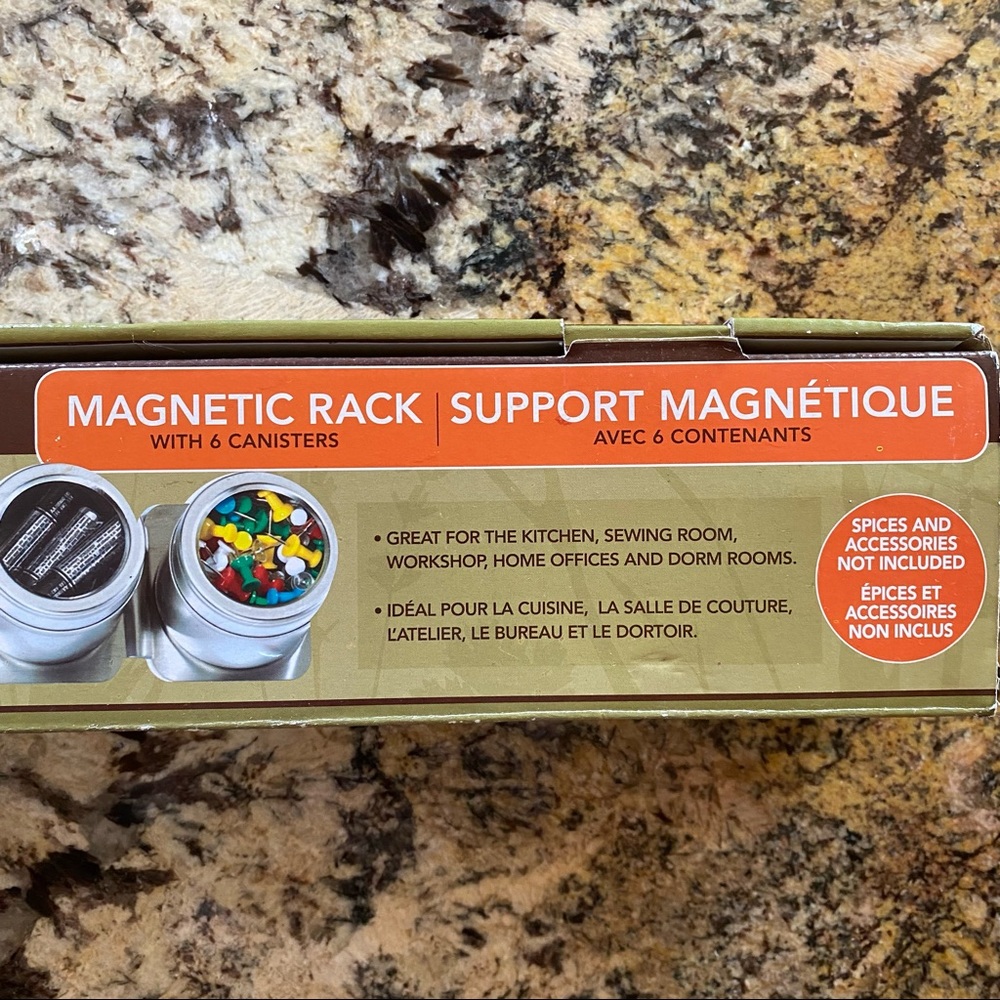 MAGNETIC RACK
WITH 6 CANISTERS
SUPPORT MAGNÉTIQUE
AVEC 6 CONTENANTS
• GREAT FOR THE KITCHEN, SEWING ROOM,
WORKSHOP, HOME OFFICES AND DORM ROOMS.
• IDÉAL POUR LA CUISINE, LA SALLE DE COUTURE,
L'ATELIER, LE BUREAU ET LE DORTOIR.
SPICES AND
ACCESSORIES
NOT INCLUDED
ÉPICES ET
ACCESSOIRES
NON INCLUS